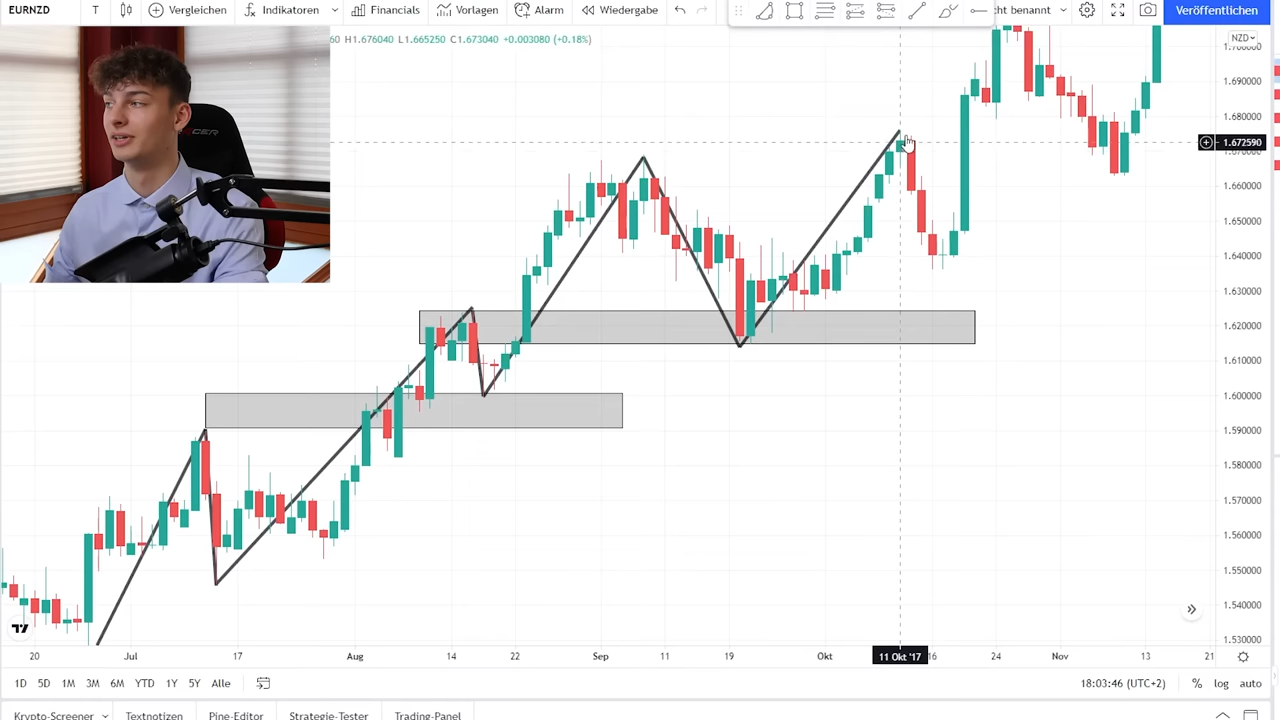 EURNZD
T
Vergleichen
Indikatoren
Financials
Vorlagen
Alarm
Wiedergabe
cht benannt
Veröffentlichen
60 H1.676040 L1.665250 C1.673040 +0.003080 (+0.18%)
NZD
1.690000
1.680000
1.672590
1.660000
1.650000
1.640000
1.630000
1.620000
1.610000
1.600000
1.590000
1.580000
1.570000
1.560000
1.550000
1.540000
1.530000
20
Jul
17
Aug
14
22
Sep
11
19
Okt
11 Okt '17
16
24
Nov
13
21
1D 5D 1M 3M 6M YTD 1Y 5Y Alle
18:03:46 (UTC+2)
% log auto
Krypto-Screener
Textnotizen
Pine-Editor
Strategie-Tester
Trading-Panel